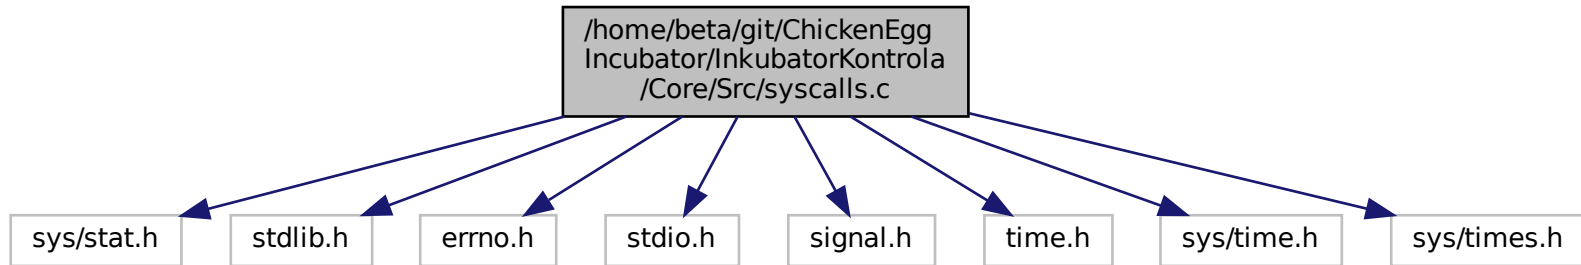 /home/beta/git/ChickenEgg
Incubator/InkubatorKontrola
/Core/Src/syscalls.c
sys/stat.h
stdlib.h
errno.h
stdio.h
signal.h
time.h
sys/time.h
sys/times.h